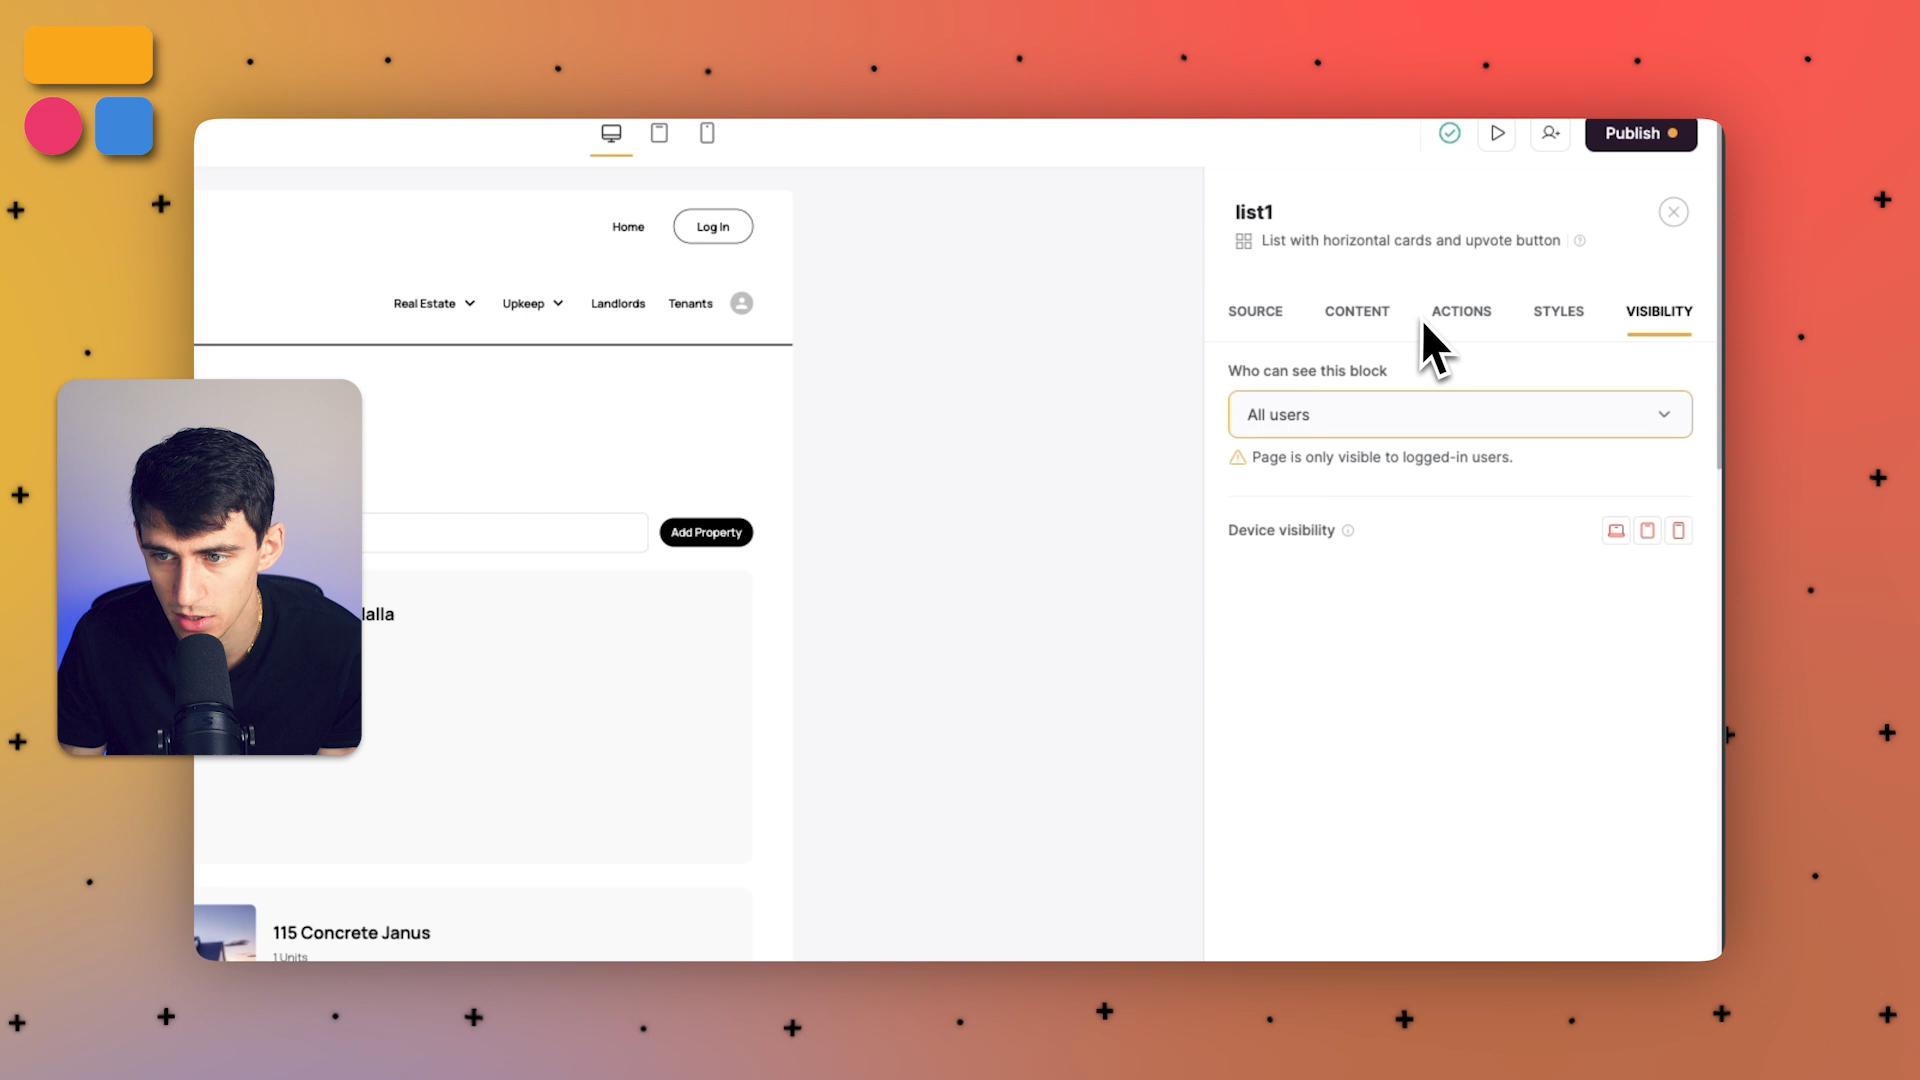 Publish
Home
Log In
Real Estate
Upkeep
Landlords
Tenants
Add Property
lalla
115 Concrete Janus
1 Units
list1
List with horizontal cards and upvote button
SOURCE
CONTENT
ACTIONS
STYLES
VISIBILITY
Who can see this block
All users
Page is only visible to logged-in users.
Device visibility